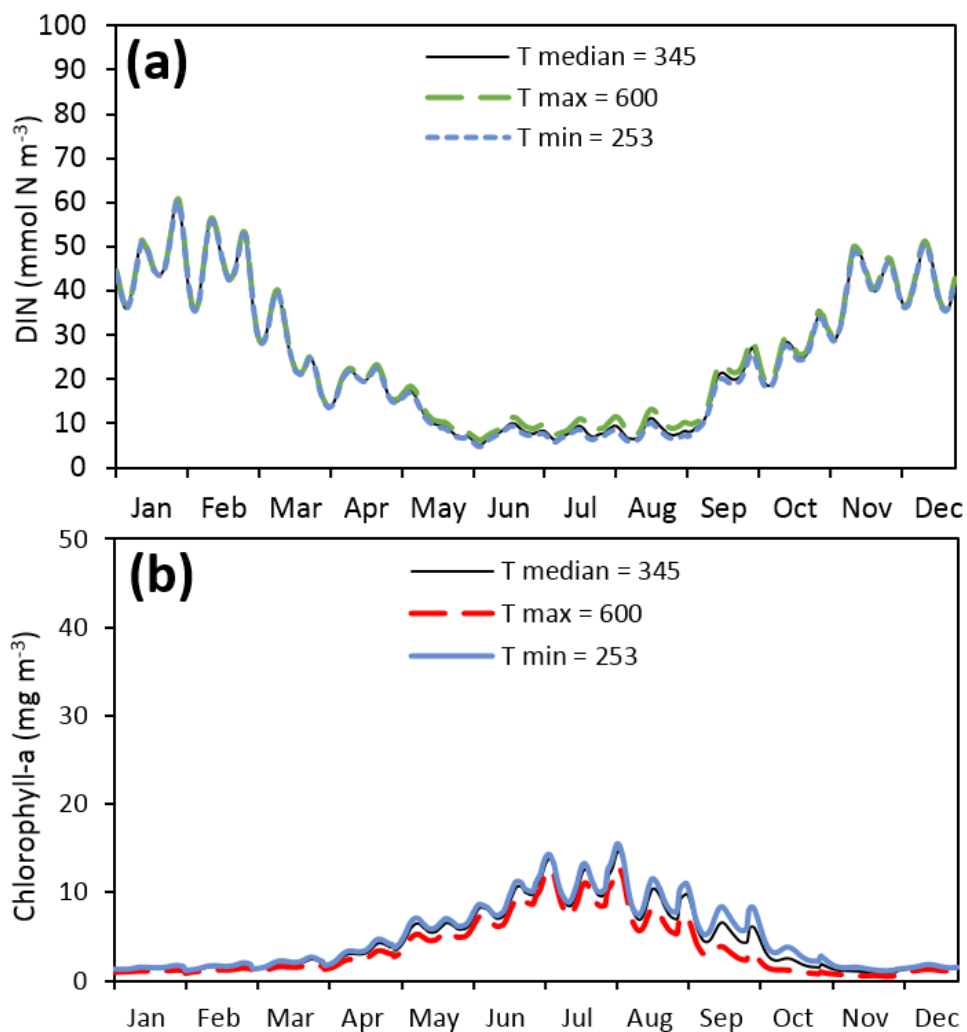 (a)
T median = 345
T max = 600
T min = 253
DIN (mmol N m⁻³)
100
90
80
70
60
50
40
30
20
10
0
Jan Feb Mar Apr May Jun Jul Aug Sep Oct Nov Dec
(b)
T median = 345
T max = 600
T min = 253
Chlorophyll-a (mg m⁻³)
50
40
30
20
10
0
Jan Feb Mar Apr May Jun Jul Aug Sep Oct Nov Dec